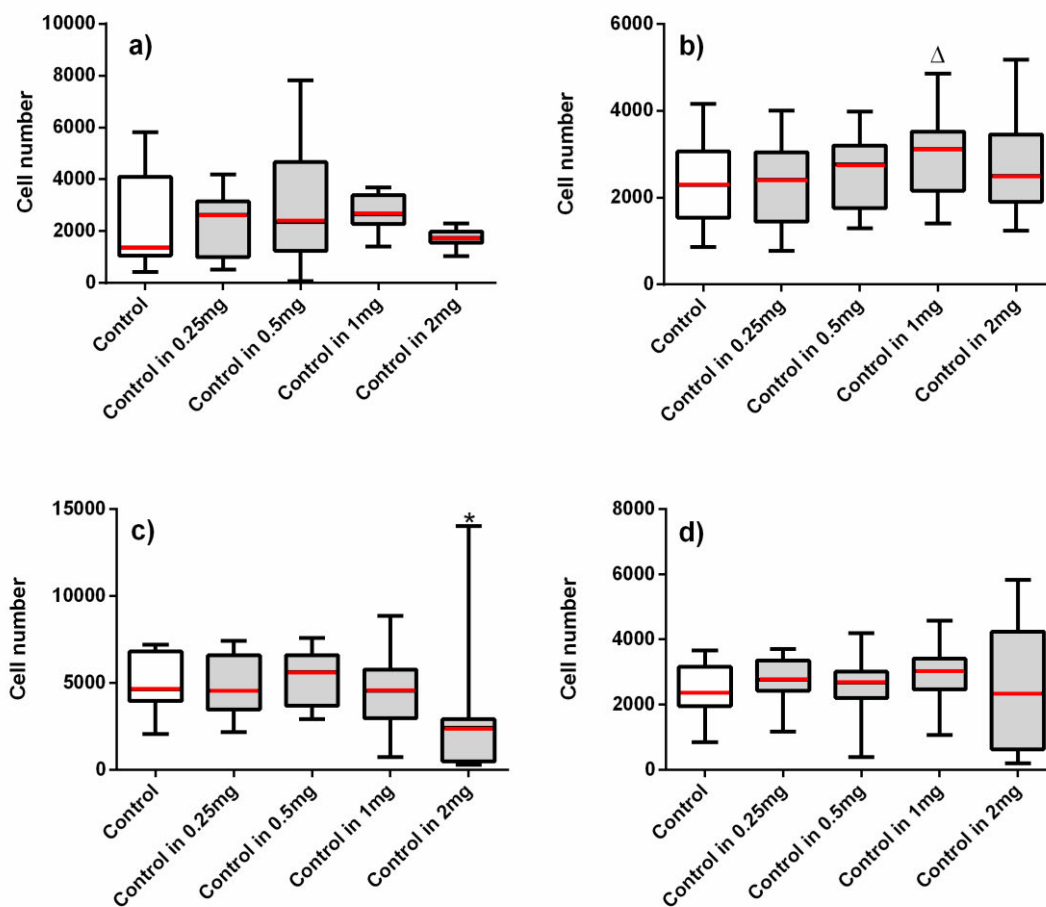 a)
Cell number
10000
8000
6000
4000
2000
0
Control
Control in 0.25mg
Control in 0.5mg
Control in 1mg
Control in 2mg
b)
Δ
Cell number
6000
4000
2000
0
Control
Control in 0.25mg
Control in 0.5mg
Control in 1mg
Control in 2mg
c)
*
Cell number
15000
10000
5000
0
Control
Control in 0.25mg
Control in 0.5mg
Control in 1mg
Control in 2mg
d)
Cell number
8000
6000
4000
2000
0
Control
Control in 0.25mg
Control in 0.5mg
Control in 1mg
Control in 2mg